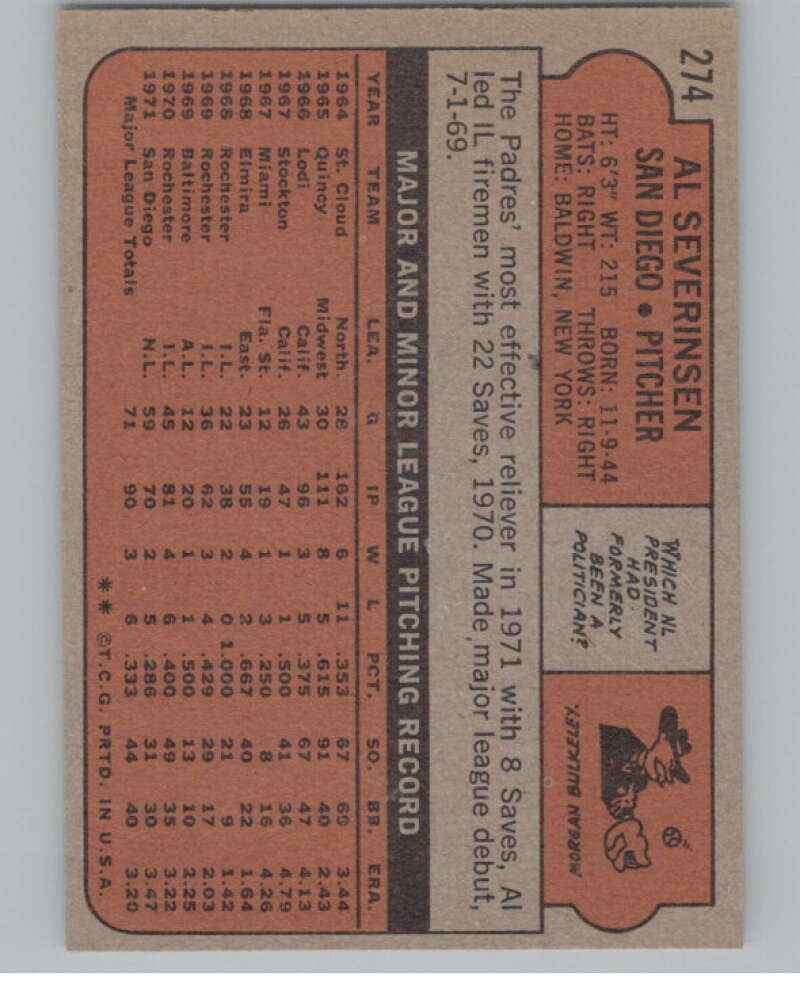 274
AL SEVERINSEN
SAN DIEGO • PITCHER
HT: 6'3" WT: 215 BORN: 11-9-44
BATS: RIGHT THROWS: RIGHT
HOME: BALDWIN, NEW YORK
WHICH NL
PRESIDENT
HAD
FORMERLY
BEEN A
POLITICIAN?
MORGAN BULKELEY.
The Padres' most effective reliever in 1971 with 8 Saves, Al
led IL firemen with 22 Saves, 1970. Made major league debut,
7-1-69.
MAJOR AND MINOR LEAGUE PITCHING RECORD
YEAR TEAM LEA. G IP W L PCT. SO. BB. ERA.
1964 St. Cloud North. 28 162 6 11 .353 67 69 3.44
1965 Quincy Midwest 30 111 8 5 .615 91 40 2.43
1966 Lodi Calif. 43 96 3 5 .375 67 47 4.13
1967 Stockton Calif. 26 47 1 1 .500 41 36 4.79
1967 Miami Fla. St. 12 19 1 3 .250 8 16 4.26
1968 Elmira East. 23 55 4 2 .667 40 22 1.64
1968 Rochester I.L. 22 38 2 0 1.000 21 9 1.42
1969 Rochester I.L. 36 62 3 4 .429 29 17 2.03
1969 Baltimore A.L. 12 20 1 1 .500 13 10 2.25
1970 Rochester I.L. 45 81 4 6 .400 49 35 3.22
1971 San Diego N.L. 59 70 2 5 .286 31 30 3.47
Major League Totals 71 90 3 6 .333 44 40 3.20
** ©T.C.G. PRTD. IN U.S.A.